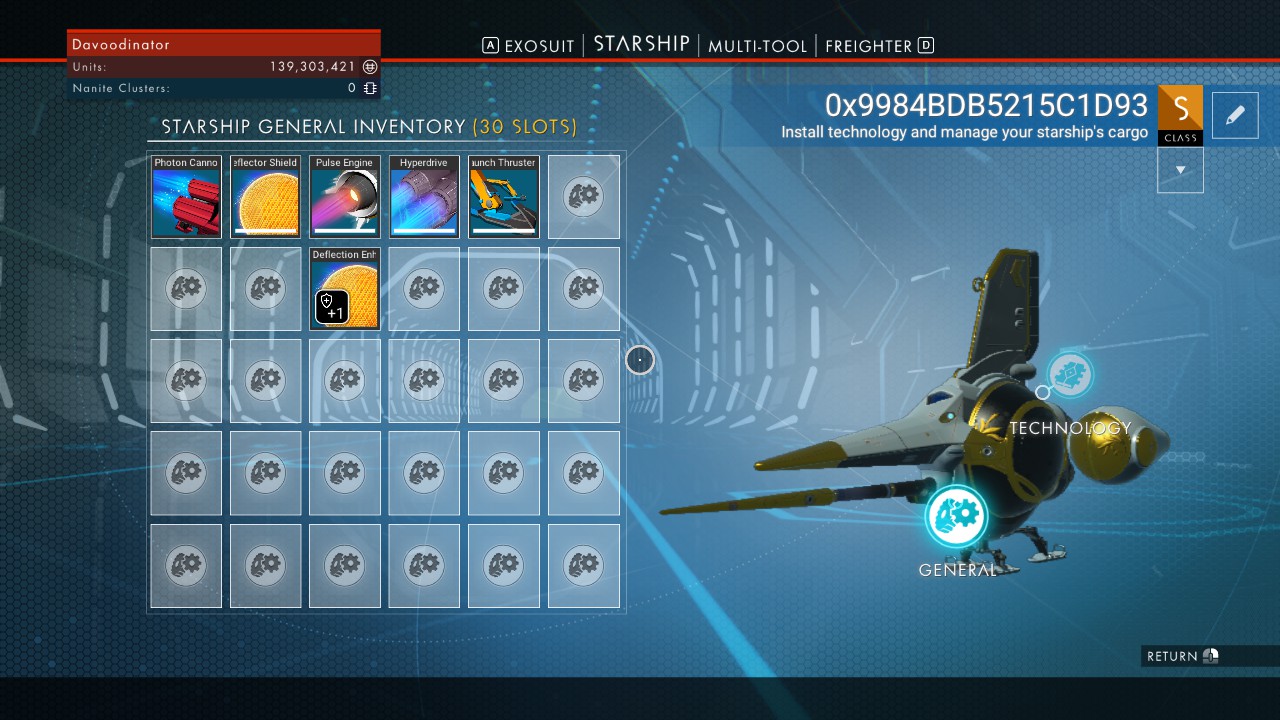 Davoodinator
Units: 139,303,421
Nanite Clusters: 0
A EXOSUIT STARSHIP MULTI-TOOL FREIGHTER D
0x9984BDB5215C1D93
Install technology and manage your starship's cargo
S
CLASS
STARSHIP GENERAL INVENTORY (30 SLOTS)
Photon Canno eflector Shield Pulse Engine Hyperdrive aunch Thruster
Deflection Enh
+1
TECHNOLOGY
GENERAL
RETURN